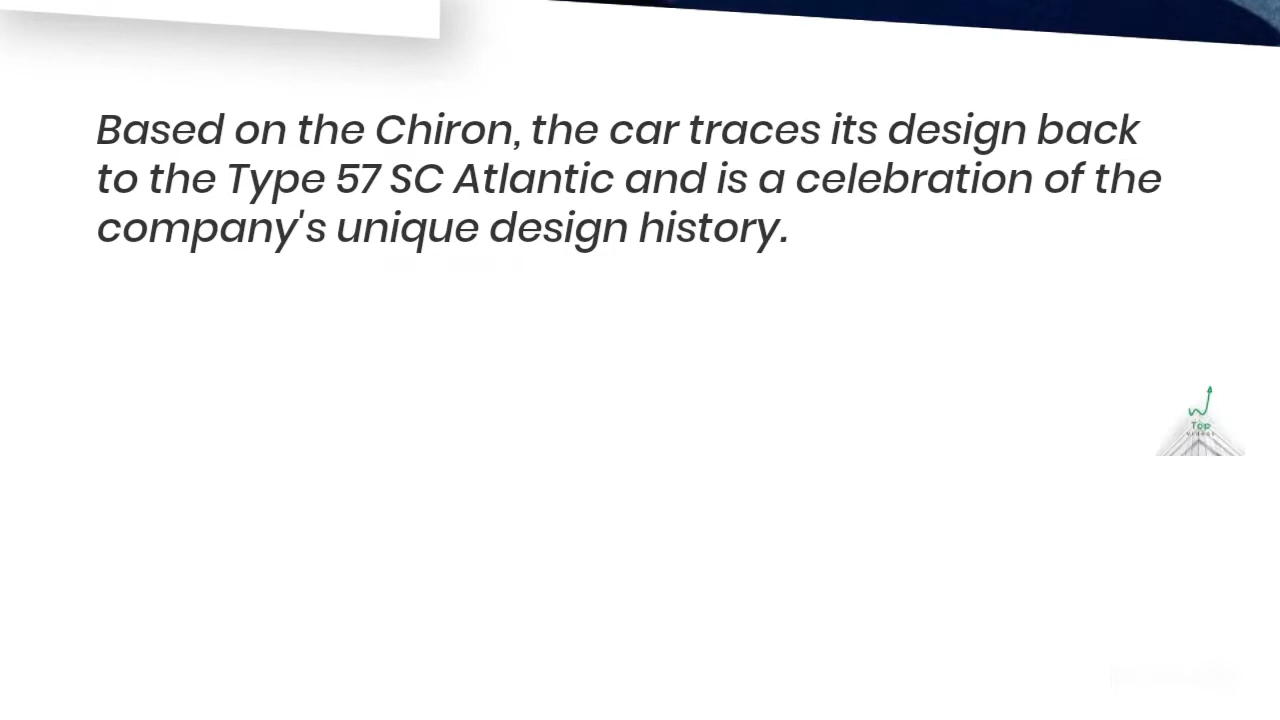 Based on the Chiron, the car traces its design back
to the Type 57 SC Atlantic and is a celebration of the
company's unique design history.
Top